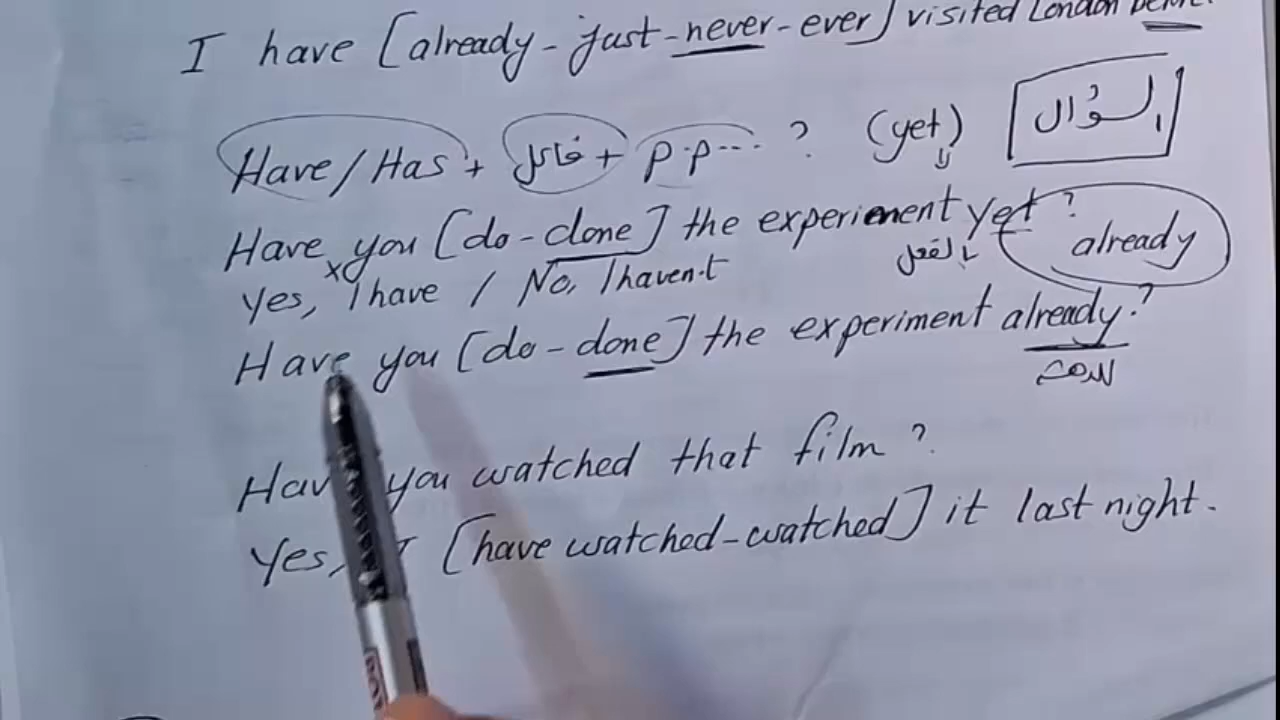 I have [already - just - never - ever] visited London before.
Have / Has + فاعل + p.p... ? (yet) السؤال
Have you [do - done] the experiment yet ? already
Yes, I have / No, I haven't بالفعل
Have you [do - done] the experiment already ?
للدهشة
Have you watched that film ?
Yes, I [have watched - watched] it last night.